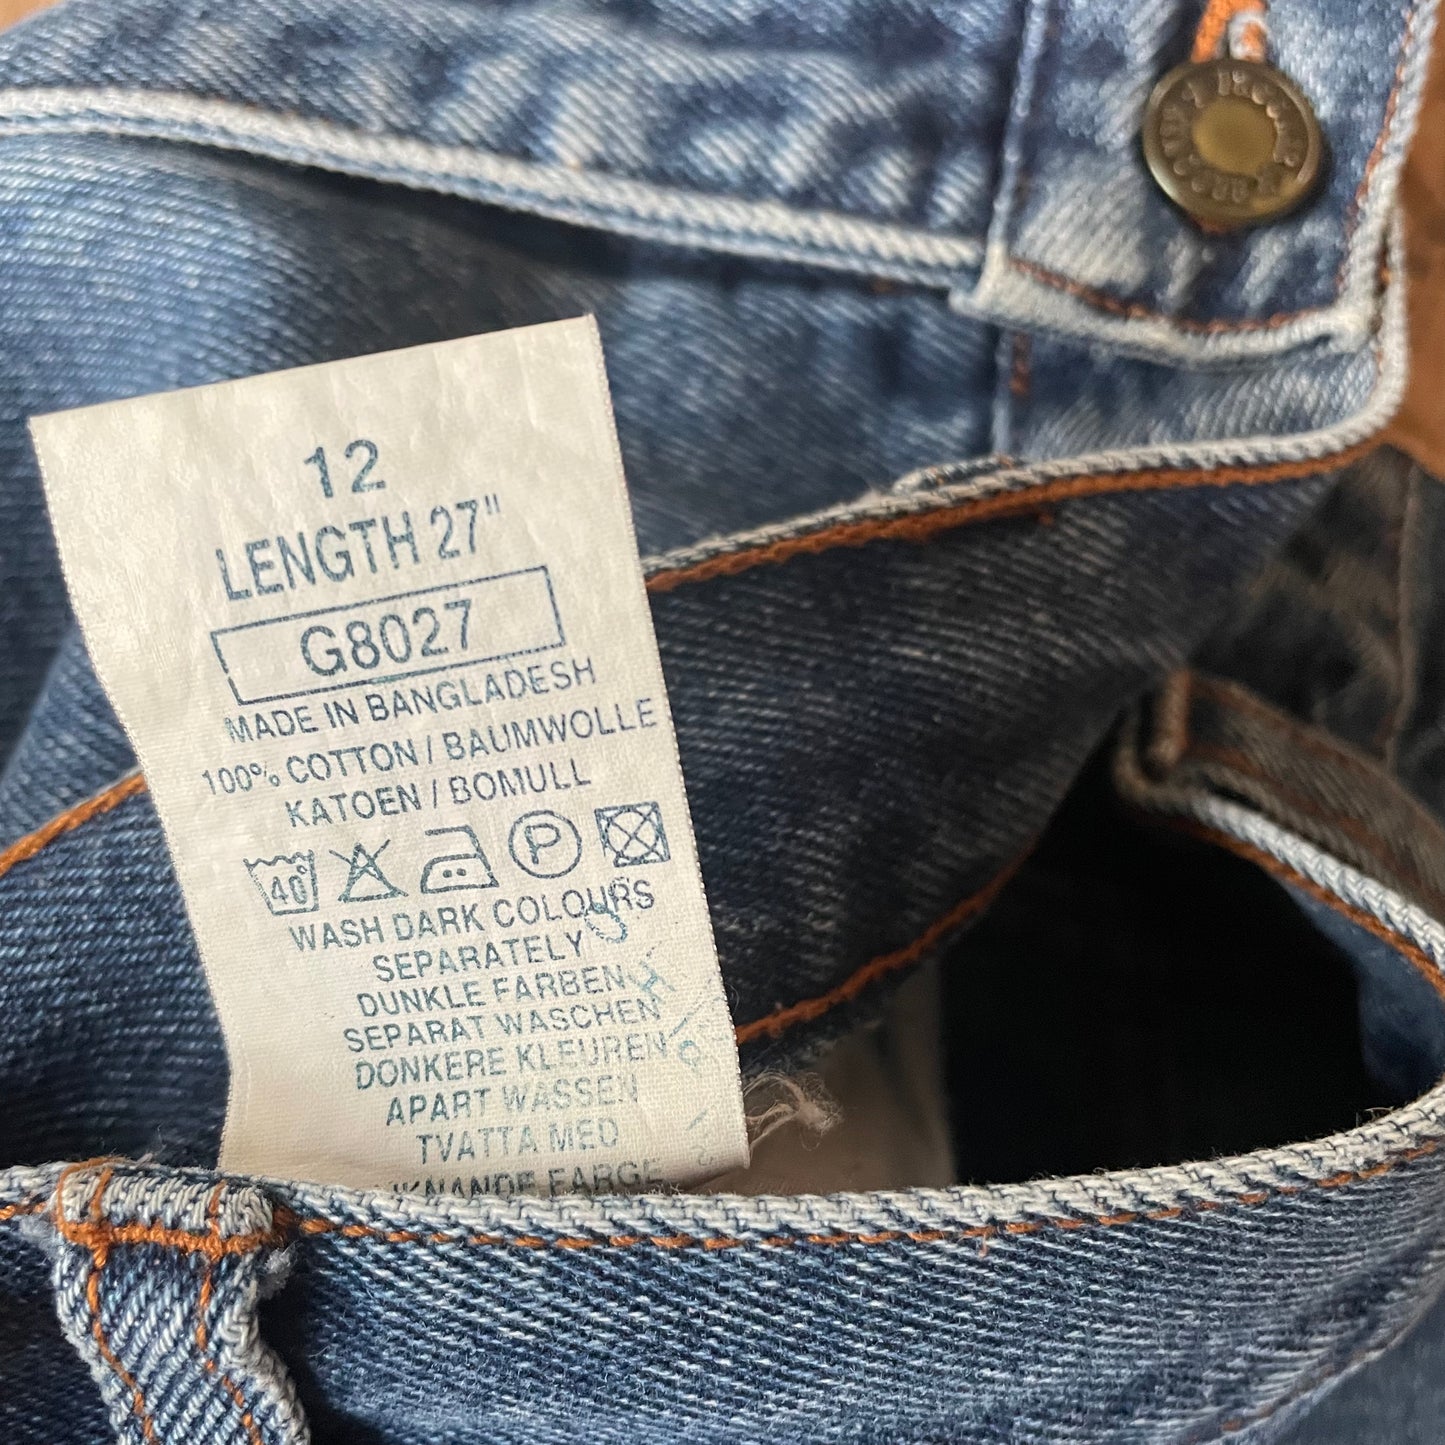 12
LENGTH 27"
G8027
MADE IN BANGLADESH
100% COTTON / BAUMWOLLE
KATOEN / BOMULL
40
P
WASH DARK COLOURS
SEPARATELY
DUNKLE FARBEN
SEPARAT WASCHEN
DONKERE KLEUREN
APART WASSEN
TVATTA MED
FARGE